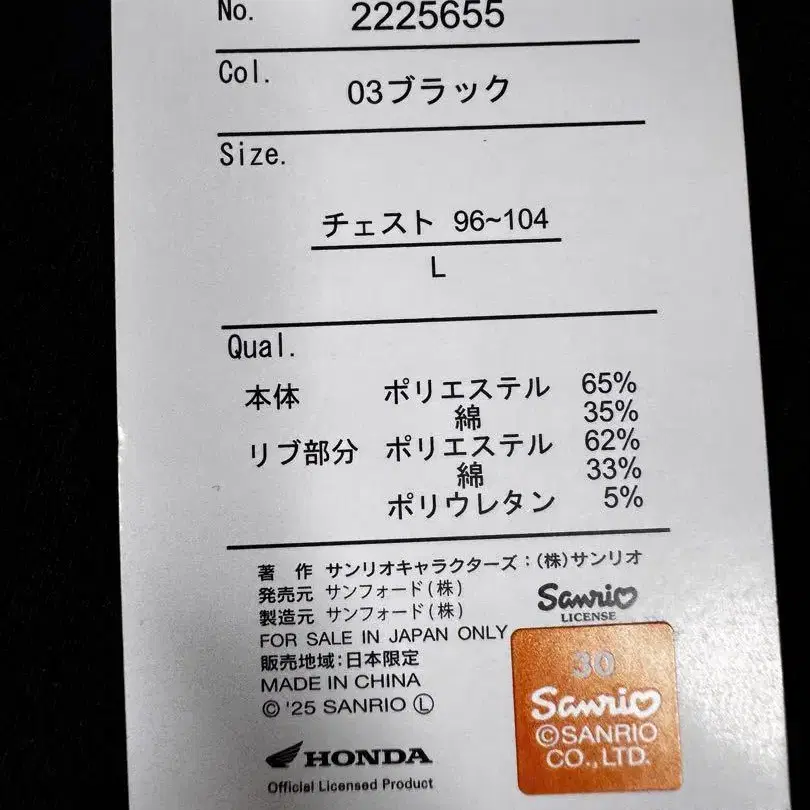 No. 2225655
Col. 03ブラック
Size.
チェスト 96~104
L
Qual.
本体 ポリエステル 65%
綿 35%
リブ部分 ポリエステル 62%
綿 33%
ポリウレタン 5%
著 作 サンリオキャラクターズ:(株)サンリオ
発売元 サンフォード(株)
製造元 サンフォード(株)
FOR SALE IN JAPAN ONLY
販売地域:日本限定
MADE IN CHINA
© '25 SANRIO Ⓛ
Sanrio
LICENSE
30
Sanrio
©SANRIO
CO.,LTD.
HONDA
Official Licensed Product